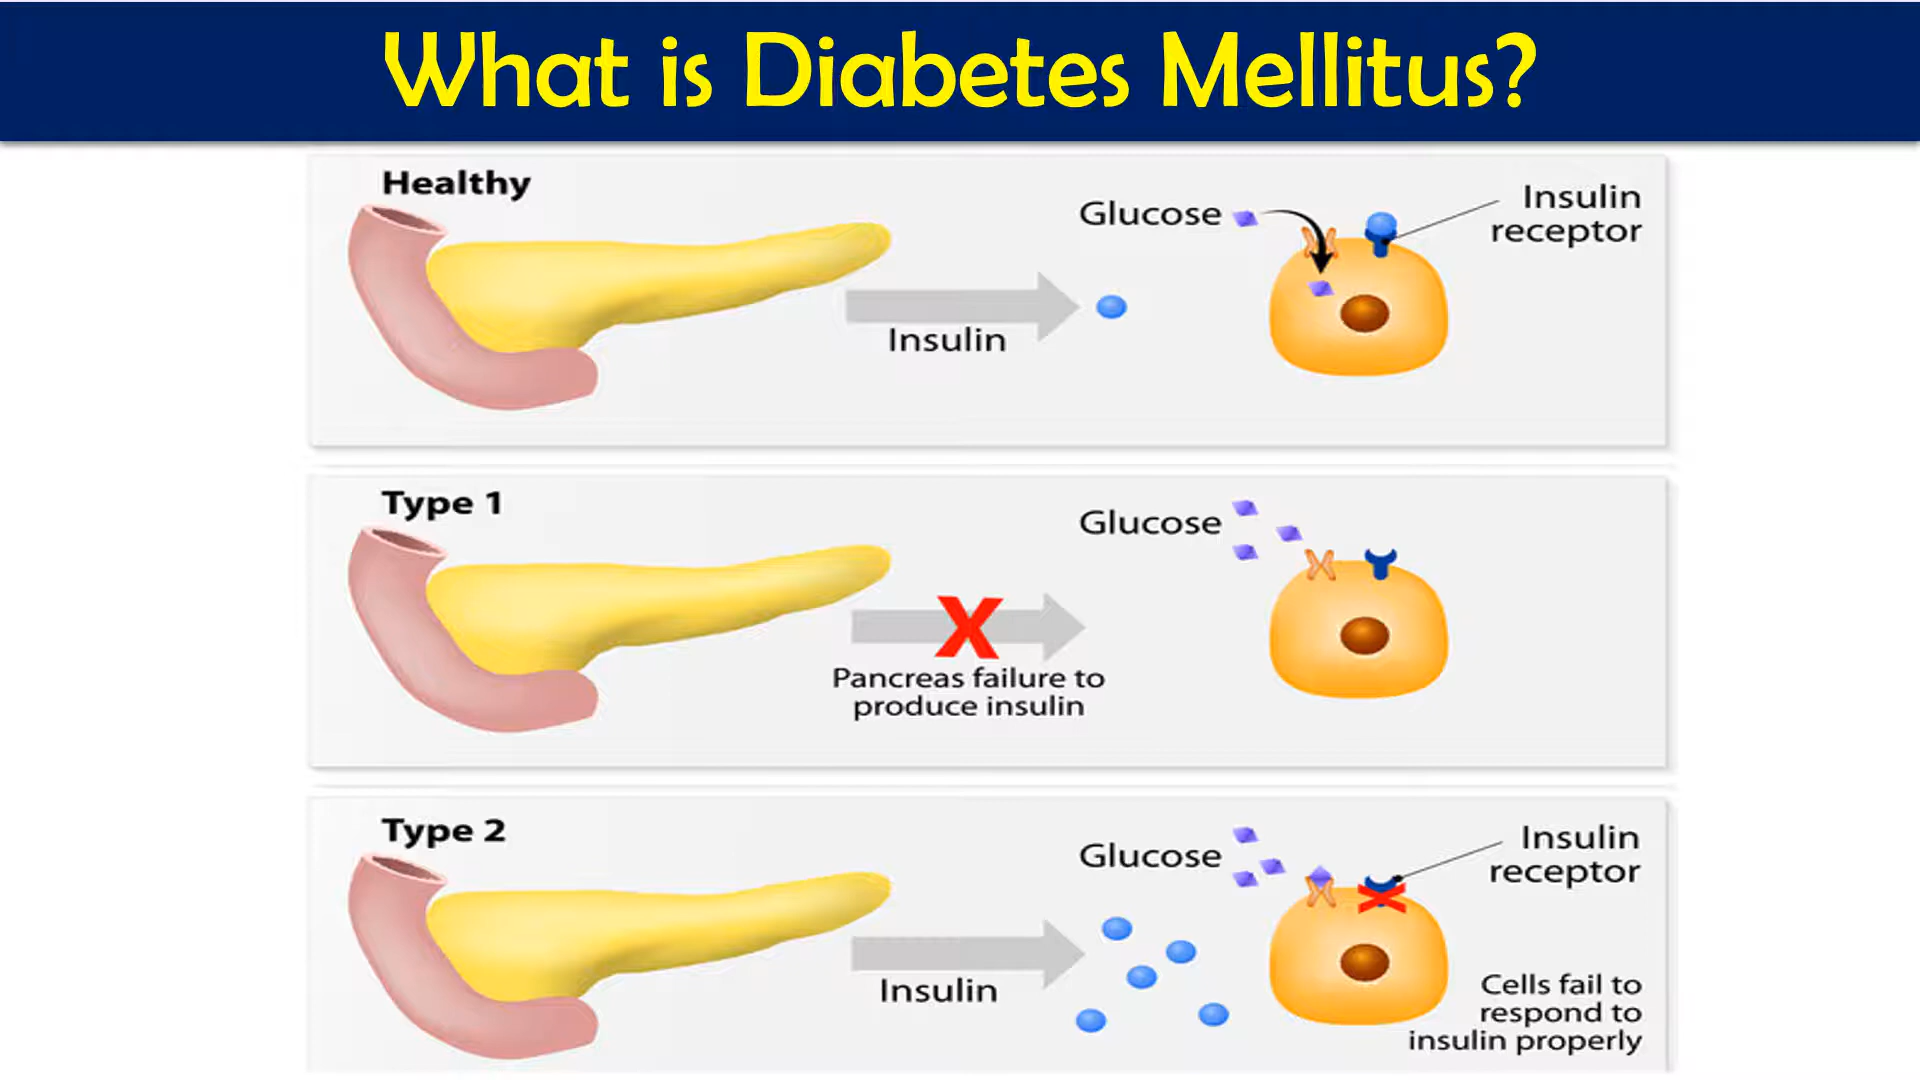 What is Diabetes Mellitus?
Healthy
Glucose
Insulin
receptor
Insulin
Type 1
Glucose
Pancreas failure to
produce insulin
Type 2
Glucose
Insulin
receptor
Insulin
Cells fail to
respond to
insulin properly